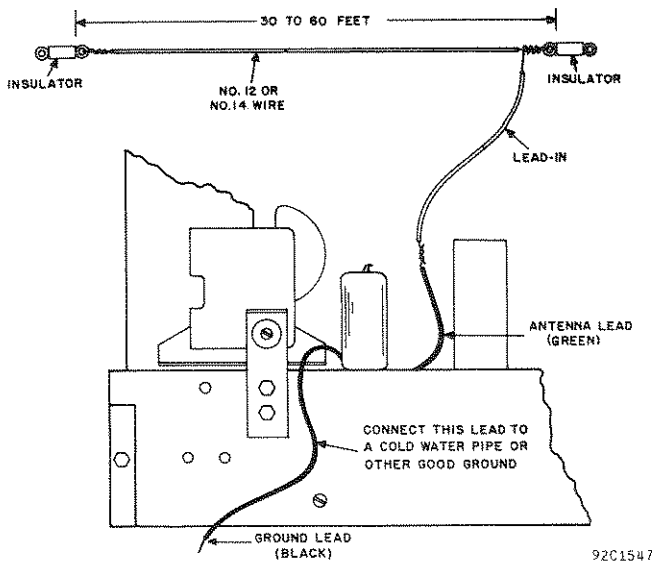 30 TO 60 FEET
INSULATOR
NO. 12 OR
NO. 14 WIRE
INSULATOR
LEAD-IN
ANTENNA LEAD
(GREEN)
CONNECT THIS LEAD TO
A COLD WATER PIPE OR
OTHER GOOD GROUND
GROUND LEAD
(BLACK)
92C1547